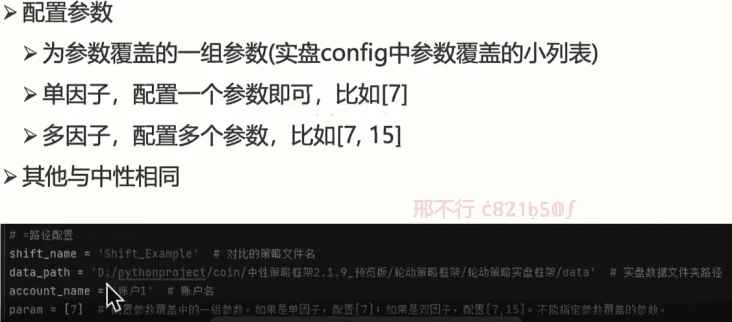 ➢配置参数
➢为参数覆盖的一组参数(实盘config中参数覆盖的小列表)
➢单因子，配置一个参数即可，比如[7]
➢多因子，配置多个参数，比如[7, 15]
➢其他与中性相同
邢不行
# =路径配置
shift_name = 'Shift_Example'  # 对比的策略文件名
data_path = 'D:/pythonproject/coin/中性策略框架2.1.9_预览版/轮动策略框架/轮动策略实盘框架/data'  # 实盘数据文件夹路径
account_name = '账户1'  # 账户名
param = [7]  # 配置参数覆盖中的一组参数。如果是单因子，配置[7]；如果是双因子，配置[7,15]。不能指定参数覆盖的参数。